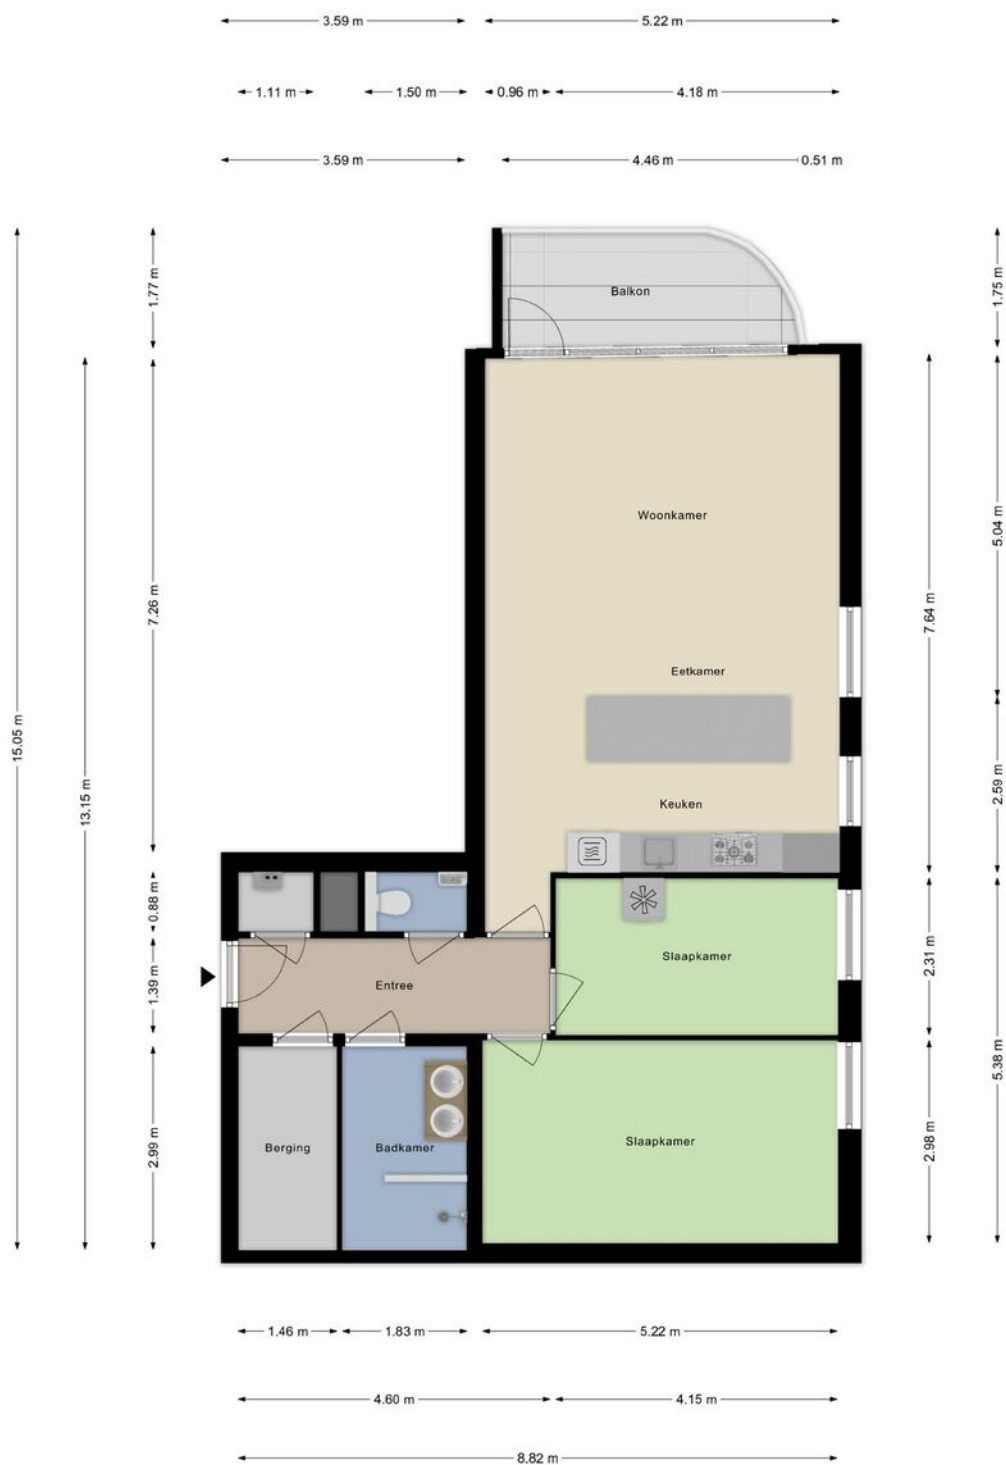 3.59 m 5.22 m
1.11 m 1.50 m 0.96 m 4.18 m
3.59 m 4.46 m 0.51 m
1.77 m
1.75 m
Balkon
Woonkamer
5.04 m
7.26 m
7.64 m
Eetkamer
15.05 m
13.15 m
2.59 m
Keuken
0.88 m
2.31 m
Slaapkamer
1.39 m
Entree
5.38 m
2.99 m
2.98 m
Slaapkamer
Berging Badkamer
1.46 m 1.83 m 5.22 m
4.60 m 4.15 m
8.82 m